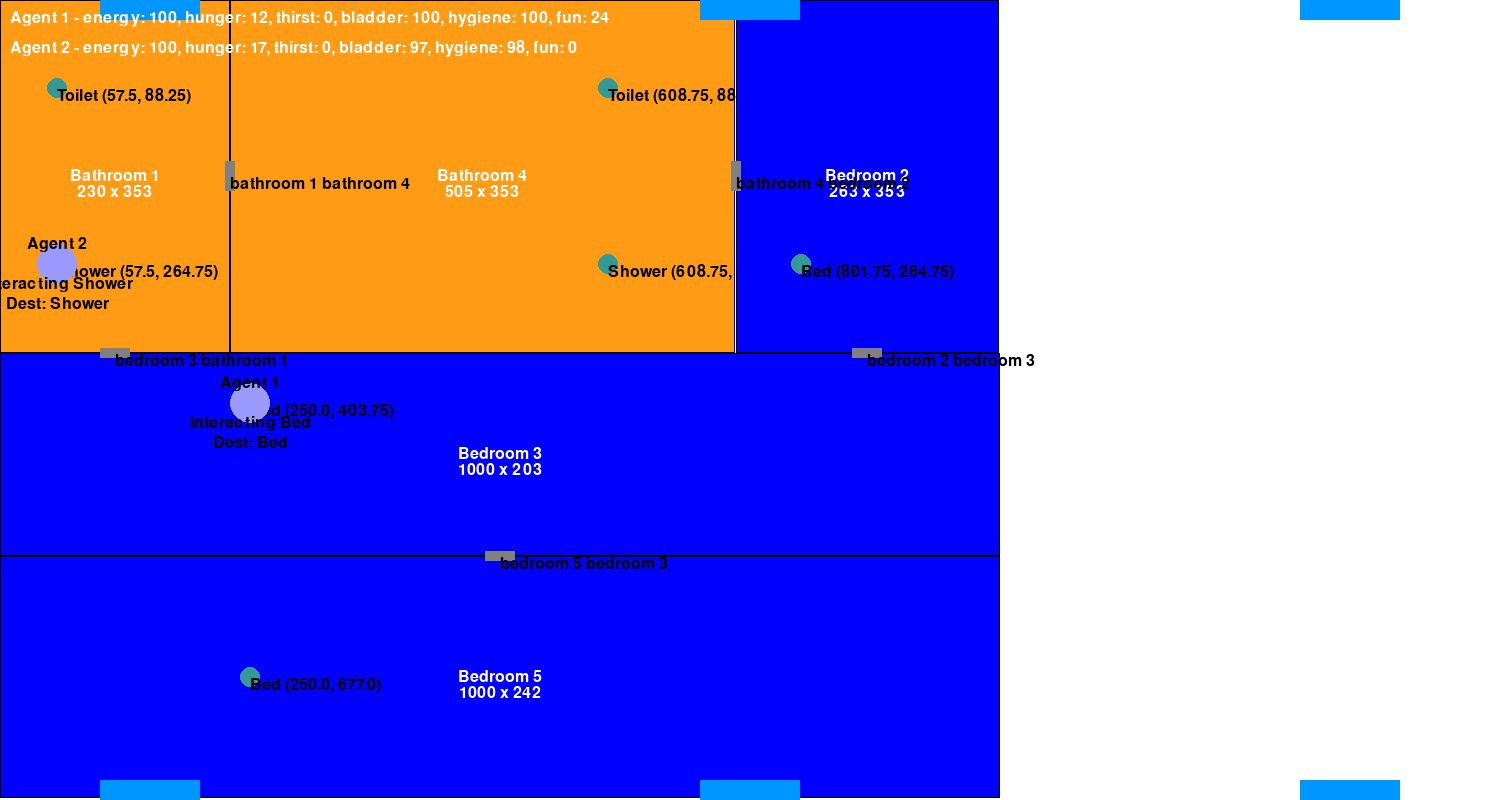 Agent 1 - energy: 100, hunger: 12, thirst: 0, bladder: 100, hygiene: 100, fun: 24
Agent 2 - energy: 100, hunger: 17, thirst: 0, bladder: 97, hygiene: 98, fun: 0
Toilet (57.5, 88.25)
Toilet (608.75, 88
Bathroom 1
230 x 353
Bathroom 4
505 x 353
Bedroom 2
263 x 353
bathroom 1 bathroom 4
bathroom 4 bedroom 2
Agent 2
ower (57.5, 264.75)
eracting Shower
Dest: Shower
Shower (608.75,
Bed (801.75, 264.75)
bedroom 3 bathroom 1
bedroom 2 bedroom 3
Agent 1
d (250.0, 403.75)
interacting Bed
Dest: Bed
Bedroom 3
1000 x 203
bedroom 5 bedroom 3
Bed (250.0, 677.0)
Bedroom 5
1000 x 242